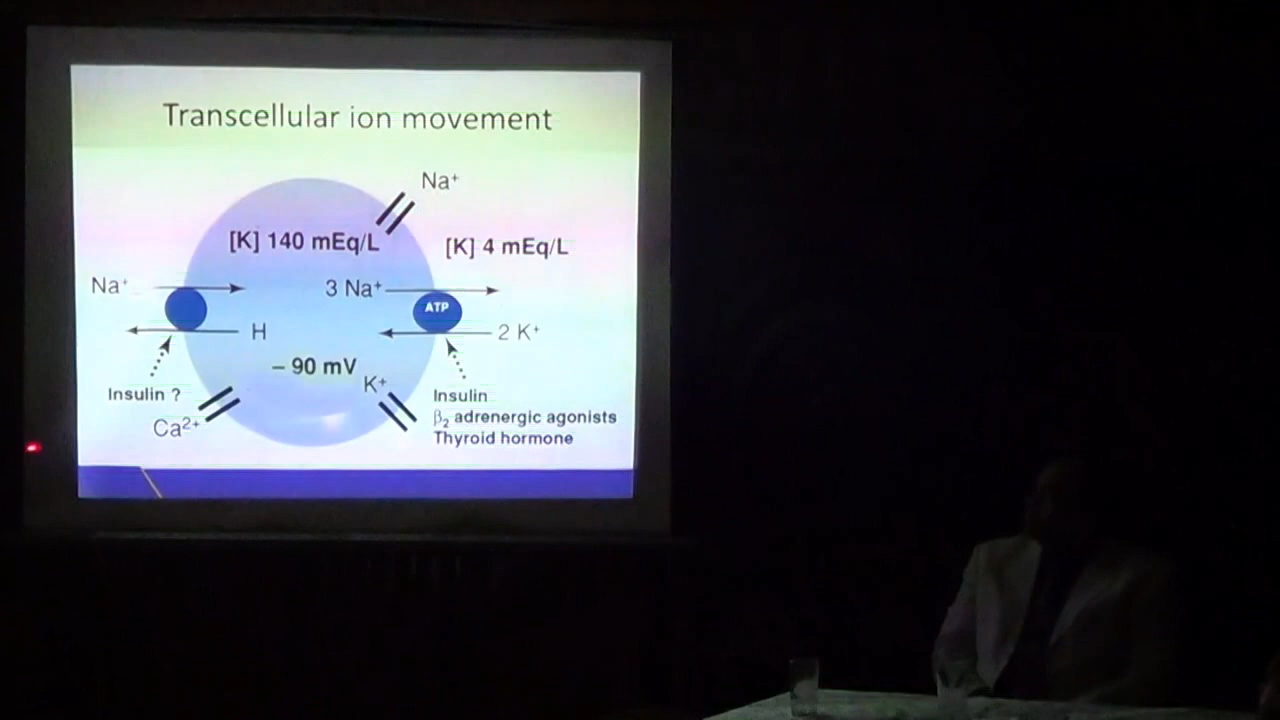 Transcellular ion movement
Na⁺
[K] 140 mEq/L
[K] 4 mEq/L
Na⁺
3 Na⁺
ATP
H
2 K⁺
– 90 mV
K⁺
Insulin ?
Insulin
Ca²⁺
β₂ adrenergic agonists
Thyroid hormone